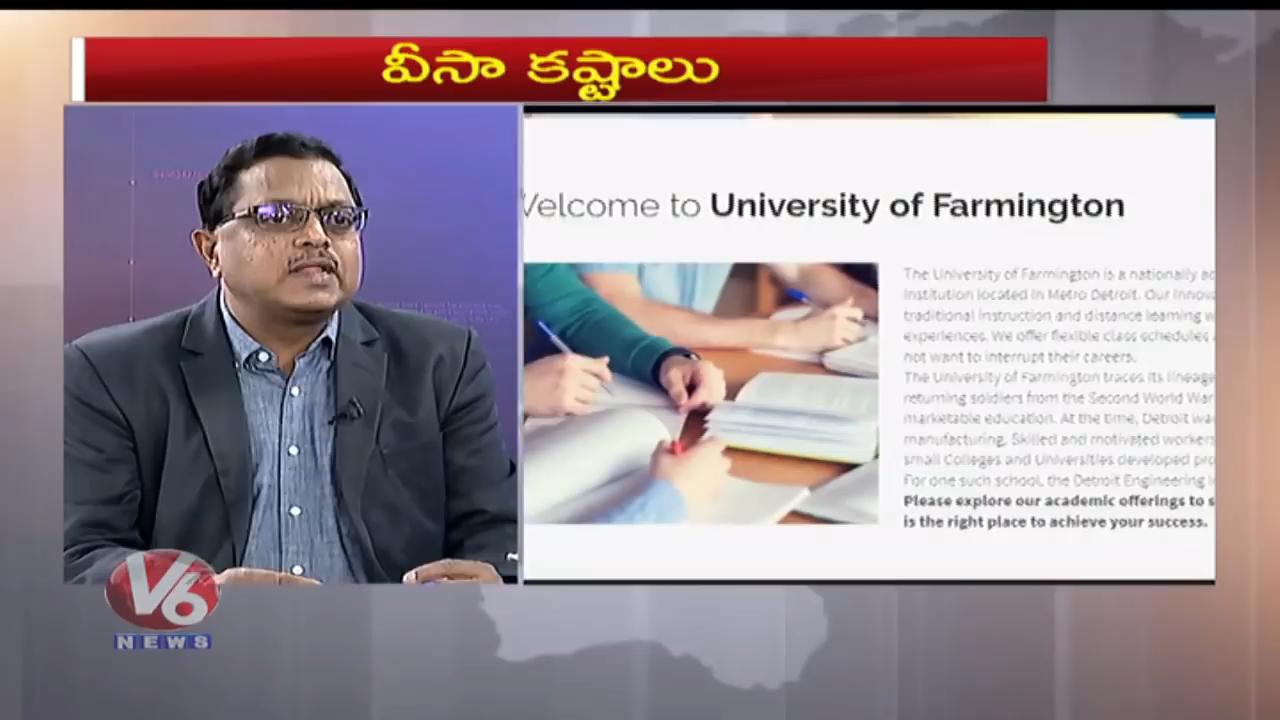 వీసా కష్టాలు
Velcome to University of Farmington
The University of Farmington is a nationally ac
institution located in Metro Detroit. Our innova
traditional instruction and distance learning w
experiences. We offer flexible class schedules
not want to interrupt their careers.
The University of Farmington traces its lineage
returning soldiers from the Second World War
marketable education. At the time, Detroit wa
manufacturing. Skilled and motivated workers
small Colleges and Universities developed pro
For one such school, the Detroit Engineering I
Please explore our academic offerings to s
is the right place to achieve your success.
V6
NEWS